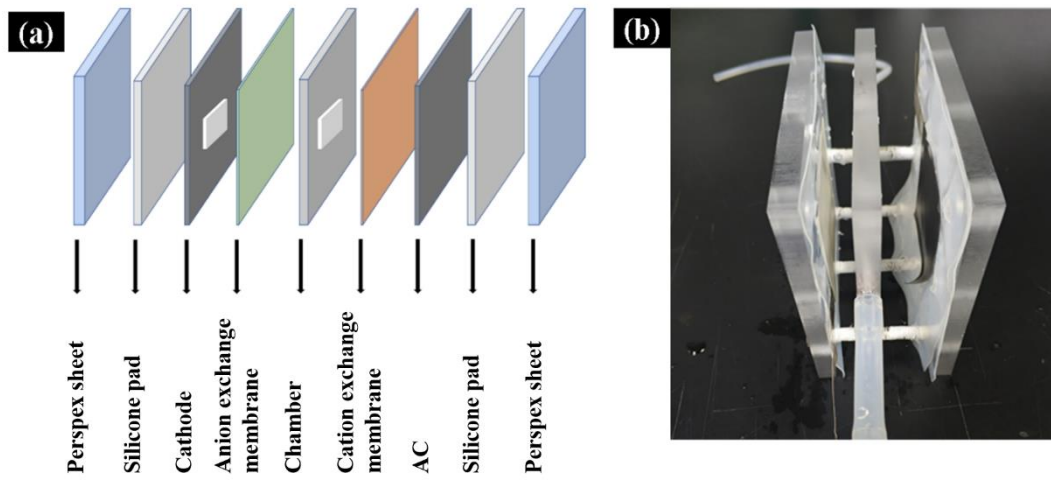 (a)
(b)
Perspex sheet
Silicone pad
Cathode
Anion exchange
membrane
Chamber
Cation exchange
membrane
AC
Silicone pad
Perspex sheet